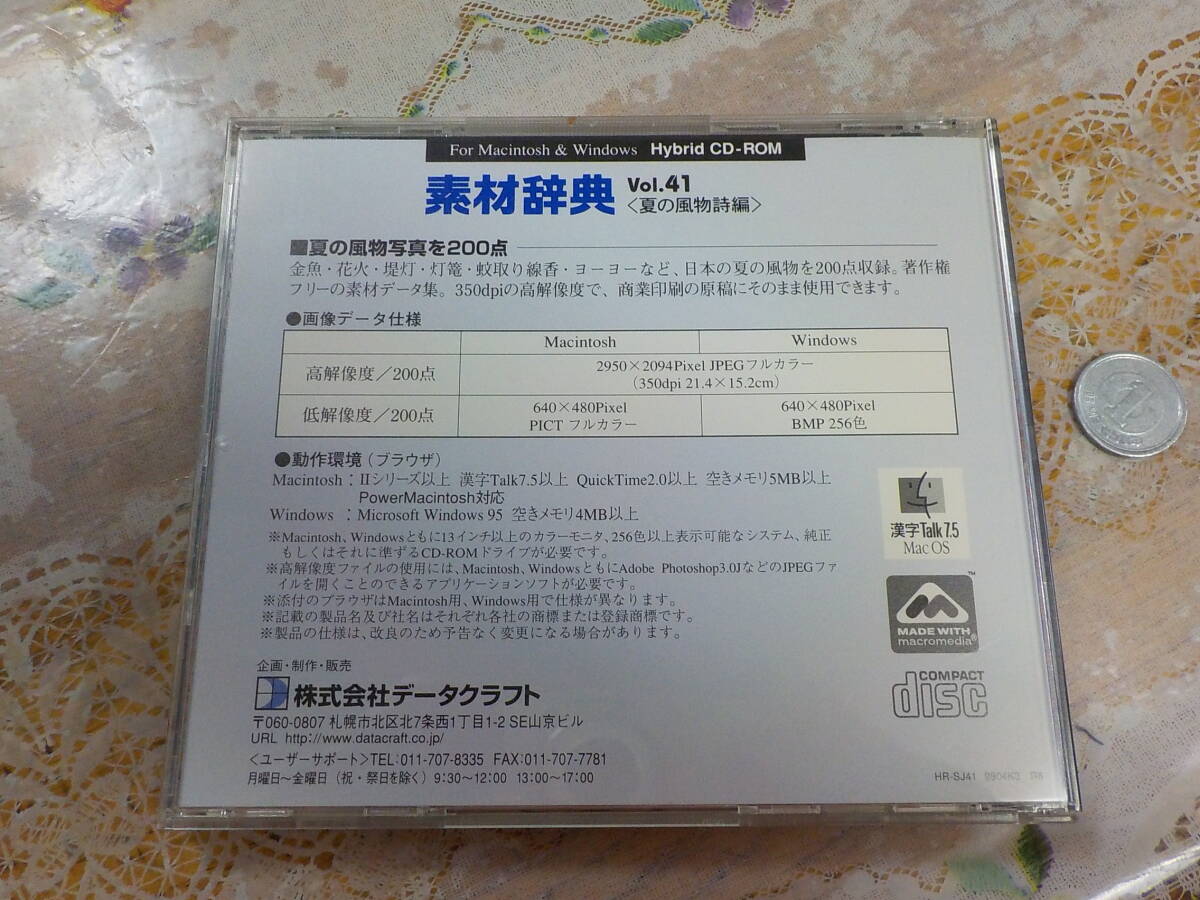 For Macintosh & Windows Hybrid CD-ROM
素材辞典 Vol.41
〈夏の風物詩編〉
■夏の風物写真を200点
金魚・花火・堤灯・灯篭・蚊取り線香・ヨーヨーなど、日本の夏の風物を200点収録。著作権
フリーの素材データ集。350dpiの高解像度で、商業印刷の原稿にそのまま使用できます。
●画像データ仕様
Macintosh Windows
高解像度／200点 2950×2094Pixel JPEGフルカラー
（350dpi 21.4×15.2cm）
低解像度／200点 640×480Pixel 640×480Pixel
PICT フルカラー BMP 256色
●動作環境（ブラウザ）
Macintosh：IIシリーズ以上 漢字Talk7.5以上 QuickTime2.0以上 空きメモリ5MB以上
PowerMacintosh対応
Windows ：Microsoft Windows 95 空きメモリ4MB以上
※Macintosh、Windowsともに13インチ以上のカラーモニタ、256色以上表示可能なシステム、純正
もしくはそれに準ずるCD-ROMドライブが必要です。
※高解像度ファイルの使用には、Macintosh、WindowsともにAdobe Photoshop3.0JなどのJPEGファ
イルを開くことのできるアプリケーションソフトが必要です。
※添付のブラウザはMacintosh用、Windows用で仕様が異なります。
※記載の製品名及び社名はそれぞれ各社の商標または登録商標です。
※製品の仕様は、改良のため予告なく変更になる場合があります。
漢字Talk 7.5
Mac OS
MADE WITH
macromedia®
COMPACT
disc
企画・制作・販売
株式会社データクラフト
〒060-0807 札幌市北区北7条西1丁目1-2 SE山京ビル
URL http://www.datacraft.co.jp/
〈ユーザーサポート〉TEL:011-707-8335 FAX:011-707-7781
月曜日〜金曜日（祝・祭日を除く）9:30〜12:00 13:00〜17:00
HR-SJ41 9904K3